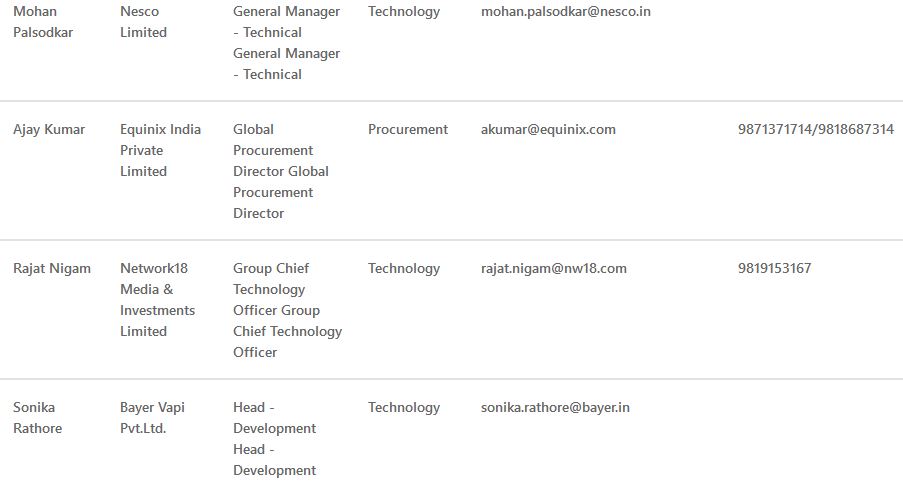 Mohan Palsodkar Nesco Limited General Manager - Technical General Manager - Technical Technology mohan.palsodkar@nesco.in
Ajay Kumar Equinix India Private Limited Global Procurement Director Global Procurement Director Procurement akumar@equinix.com 9871371714/9818687314
Rajat Nigam Network18 Media & Investments Limited Group Chief Technology Officer Group Chief Technology Officer Technology rajat.nigam@nw18.com 9819153167
Sonika Rathore Bayer Vapi Pvt.Ltd. Head - Development Head - Development Technology sonika.rathore@bayer.in